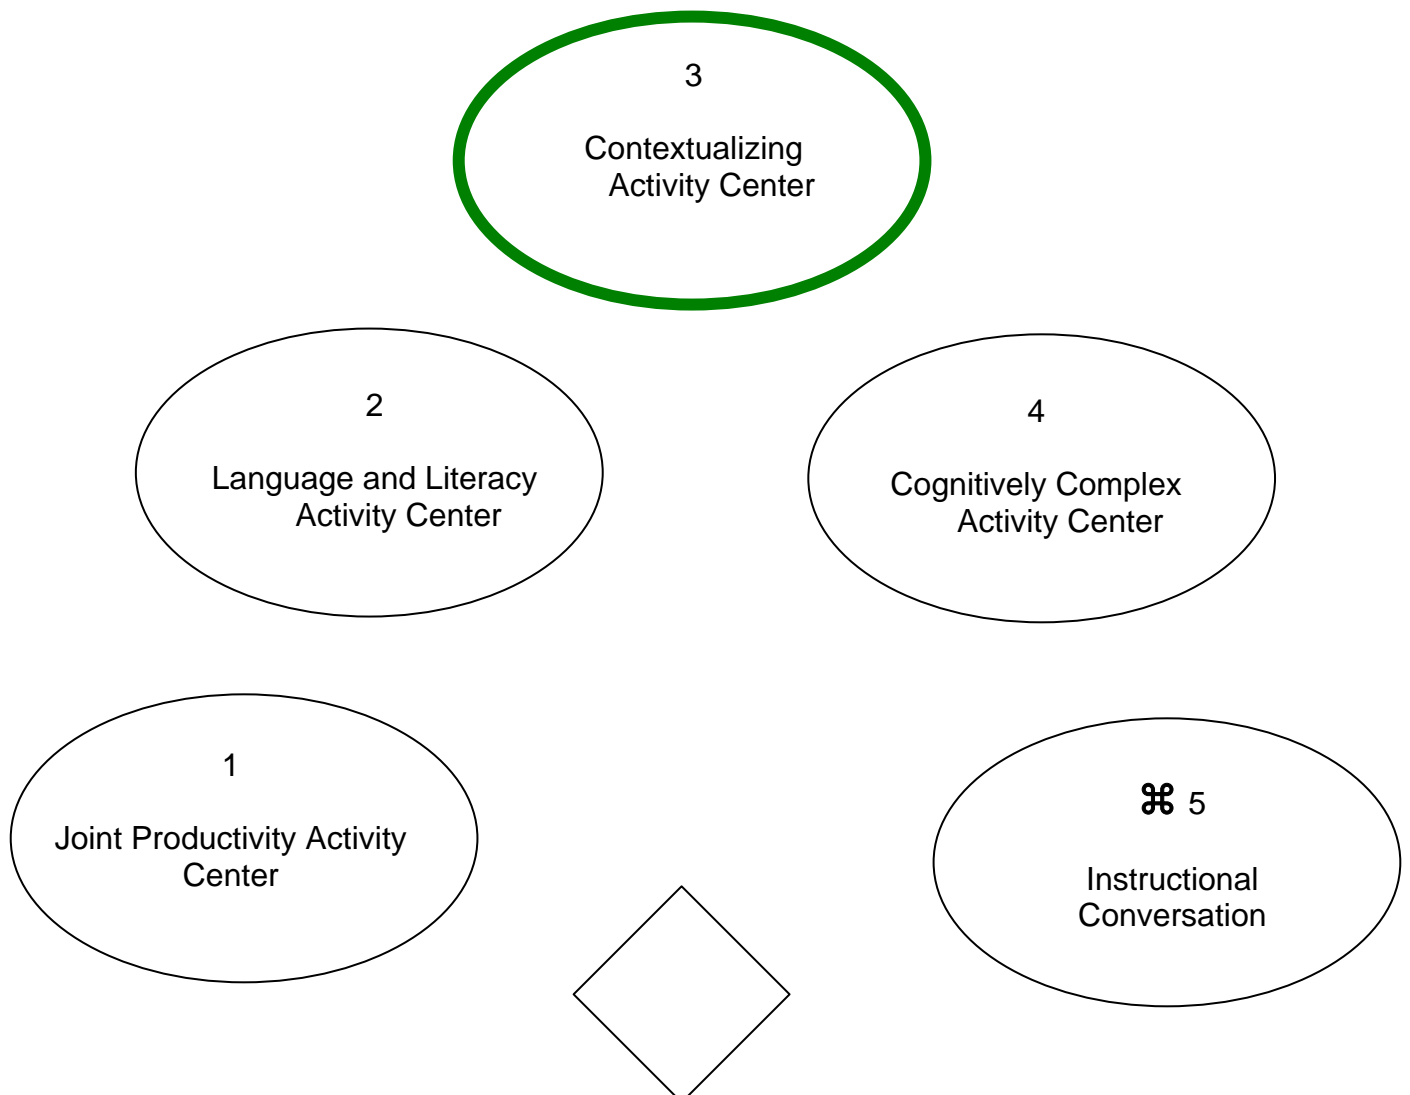 3
Contextualizing
Activity Center
2
Language and Literacy
Activity Center
4
Cognitively Complex
Activity Center
1
Joint Productivity Activity
Center
⌘ 5
Instructional
Conversation